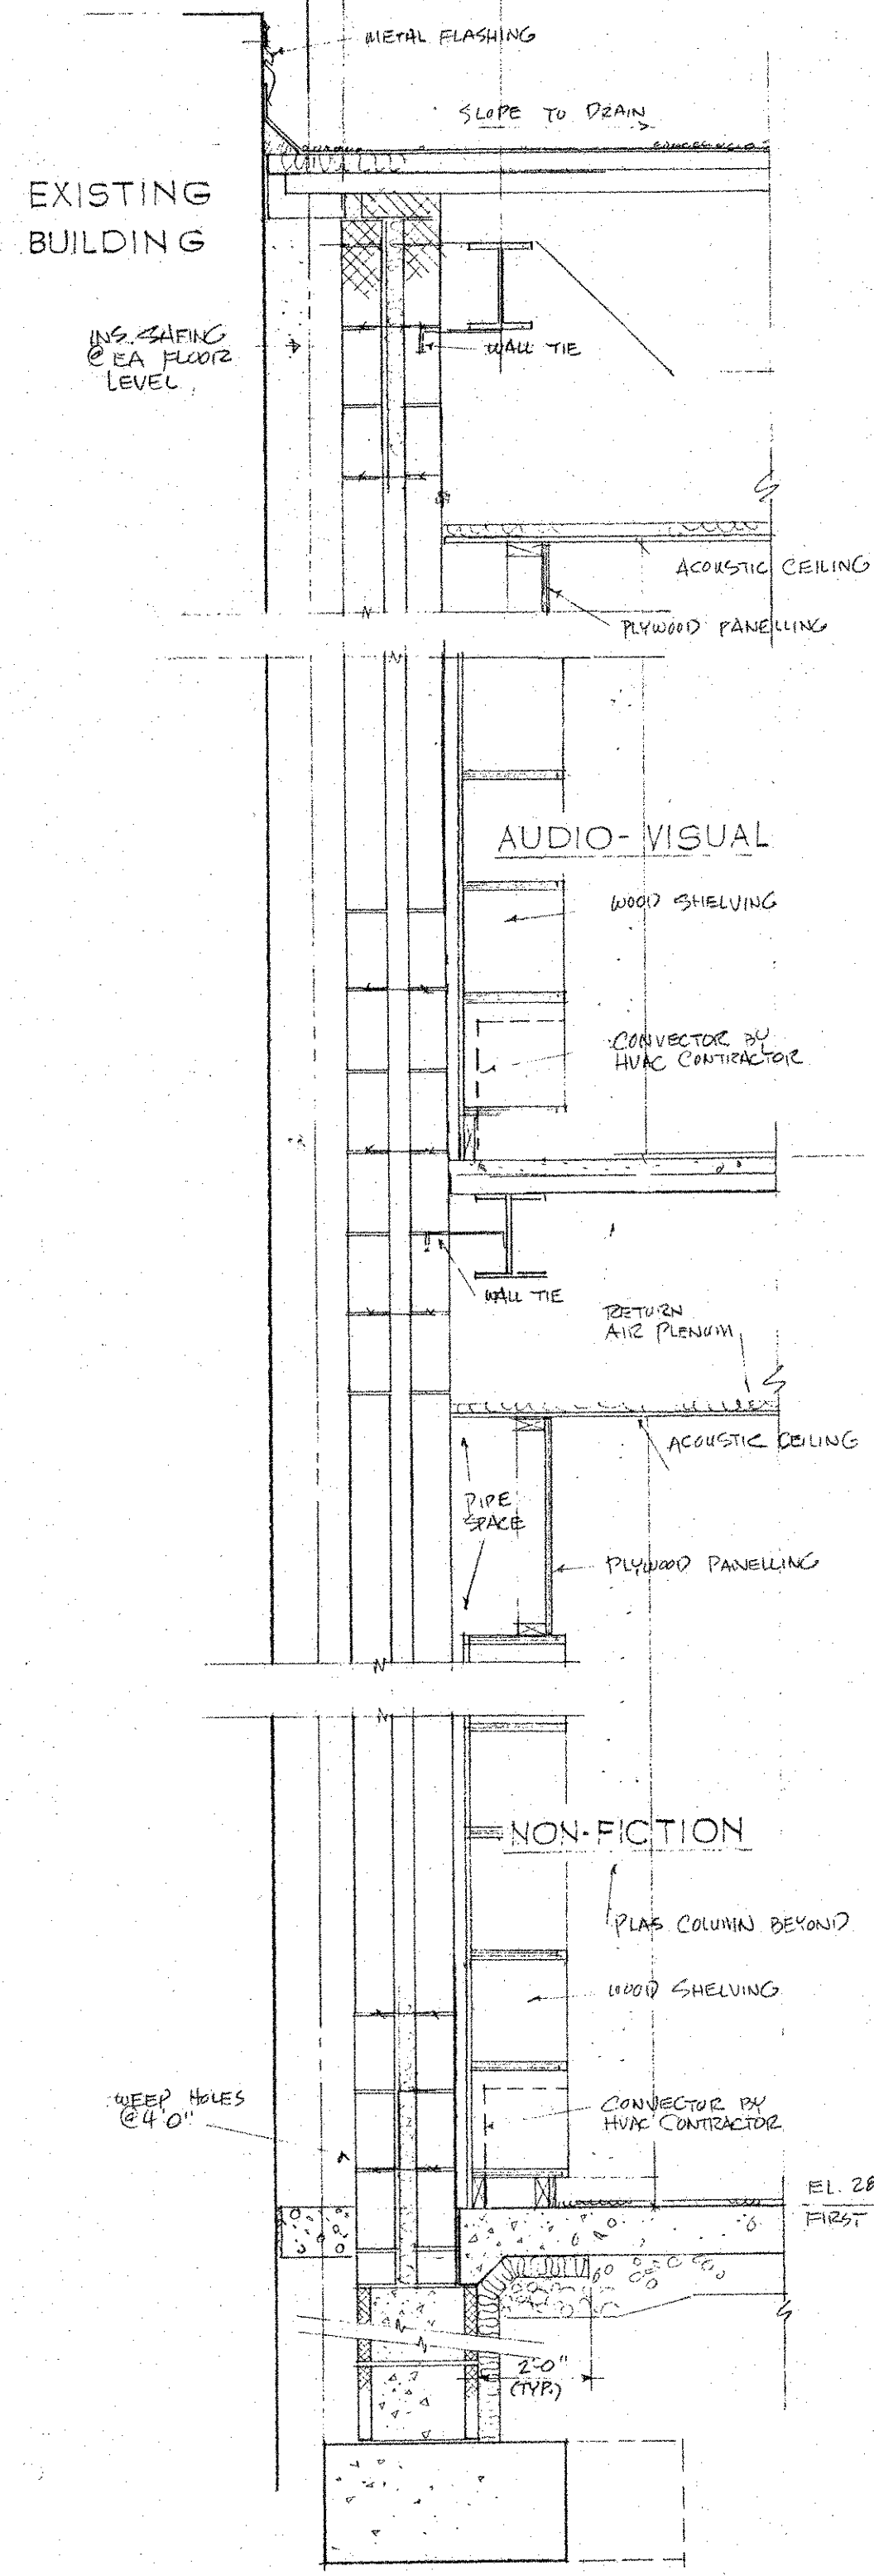 METAL FLASHING
SLOPE TO DRAIN
EXISTING
BUILDING
INS. SAFING
@ EA FLOOR
LEVEL
WALL TIE
ACOUSTIC CEILING
PLYWOOD PANELLING
AUDIO-VISUAL
WOOD SHELVING
CONVECTOR BY
HVAC CONTRACTOR
WALL TIE
RETURN
AIR PLENUM
ACOUSTIC CEILING
PIPE
SPACE
PLYWOOD PANELLING
NON-FICTION
PLAS COLUMN BEYOND
WOOD SHELVING
WEEP HOLES
@ 4'0"
CONVECTOR BY
HVAC CONTRACTOR
EL. 28
FIRST
2'-0"
(TYP.)